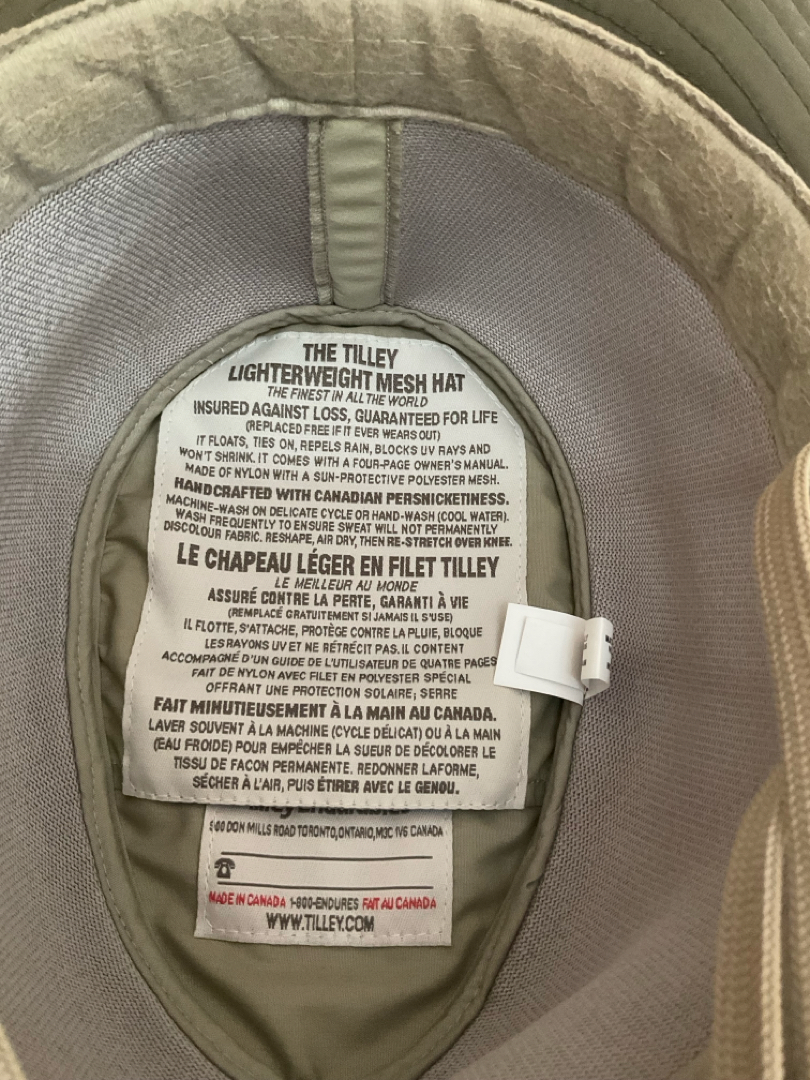 THE TILLEY
LIGHTERWEIGHT MESH HAT
THE FINEST IN ALL THE WORLD
INSURED AGAINST LOSS, GUARANTEED FOR LIFE
(REPLACED FREE IF IT EVER WEARS OUT)
IT FLOATS, TIES ON, REPELS RAIN, BLOCKS UV RAYS AND
WON'T SHRINK. IT COMES WITH A FOUR-PAGE OWNER'S MANUAL.
MADE OF NYLON WITH A SUN-PROTECTIVE POLYESTER MESH.
HANDCRAFTED WITH CANADIAN PERSNICKETINESS.
MACHINE-WASH ON DELICATE CYCLE OR HAND-WASH (COOL WATER).
WASH FREQUENTLY TO ENSURE SWEAT WILL NOT PERMANENTLY
DISCOLOUR FABRIC. RESHAPE, AIR DRY, THEN RE-STRETCH OVER KNEE.
LE CHAPEAU LÉGER EN FILET TILLEY
LE MEILLEUR AU MONDE
ASSURÉ CONTRE LA PERTE, GARANTI À VIE
(REMPLACÉ GRATUITEMENT SI JAMAIS IL S'USE)
IL FLOTTE, S'ATTACHE, PROTÈGE CONTRE LA PLUIE, BLOQUE
LES RAYONS UV ET NE RÉTRÉCIT PAS. IL CONTENT
ACCOMPAGNÉ D'UN GUIDE DE L'UTILISATEUR DE QUATRE PAGES
FAIT DE NYLON AVEC FILET EN POLYESTER SPÉCIAL
OFFRANT UNE PROTECTION SOLAIRE; SERRE
FAIT MINUTIEUSEMENT À LA MAIN AU CANADA.
LAVER SOUVENT À LA MACHINE (CYCLE DÉLICAT) OU À LA MAIN
(EAU FROIDE) POUR EMPÊCHER LA SUEUR DE DÉCOLORER LE
TISSU DE FACON PERMANENTE. REDONNER LAFORME,
SÉCHER À L'AIR, PUIS ÉTIRER AVEC LE GENOU.
DON MILLS ROAD TORONTO, ONTARIO, M3C 1V6 CANADA
MADE IN CANADA 1-800-ENDURES FAIT AU CANADA
WWW.TILLEY.COM